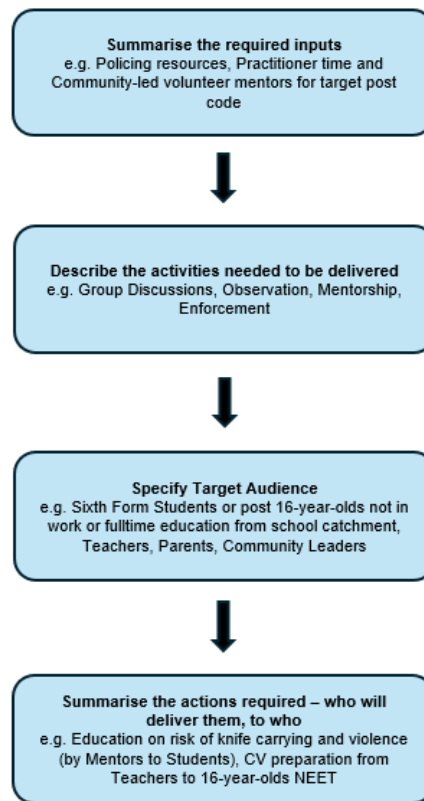 Summarise the required inputs
e.g. Policing resources, Practitioner time and
Community-led volunteer mentors for target post
code
Describe the activities needed to be delivered
e.g. Group Discussions, Observation, Mentorship,
Enforcement
Specify Target Audience
e.g. Sixth Form Students or post 16-year-olds not in
work or fulltime education from school catchment,
Teachers, Parents, Community Leaders
Summarise the actions required – who will
deliver them, to who
e.g. Education on risk of knife carrying and violence
(by Mentors to Students), CV preparation from
Teachers to 16-year-olds NEET